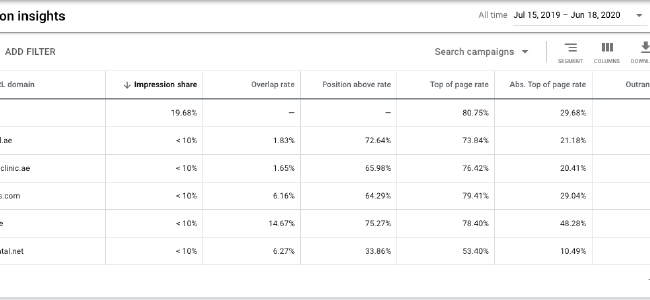 on insights All time Jul 15, 2019 – Jun 18, 2020
ADD FILTER Search campaigns SEGMENT COLUMNS DOWNL
RL domain Impression share Overlap rate Position above rate Top of page rate Abs. Top of page rate Outran
19.68% — — 80.75% 29.68%
l.ae < 10% 1.83% 72.64% 73.84% 21.18%
clinic.ae < 10% 1.65% 65.98% 76.42% 20.41%
s.com < 10% 6.16% 64.29% 79.41% 29.04%
e < 10% 14.67% 75.27% 78.40% 48.28%
ntal.net < 10% 6.27% 33.86% 53.40% 10.49%